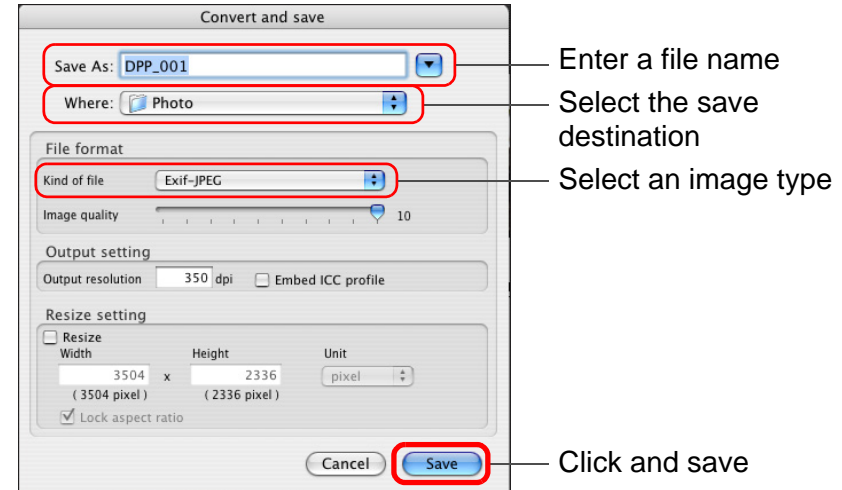 Convert and save
Save As: DPP_001
Enter a file name
Where: Photo
Select the save
destination
File format
Kind of file Exif-JPEG
Select an image type
Image quality 10
Output setting
Output resolution 350 dpi Embed ICC profile
Resize setting
Resize
Width Height Unit
3504 x 2336 pixel
( 3504 pixel ) ( 2336 pixel )
Lock aspect ratio
Cancel Save
Click and save